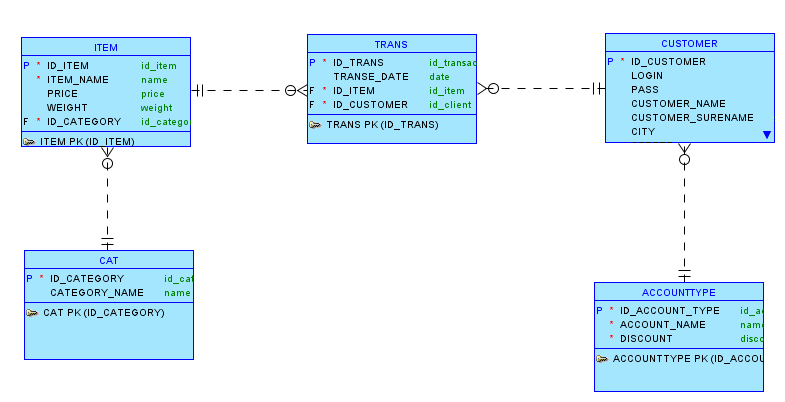 ITEM
P * ID_ITEM id_item
* ITEM_NAME name
PRICE price
WEIGHT weight
F * ID_CATEGORY id_catego
ITEM PK (ID_ITEM)
TRANS
P * ID_TRANS id_transac
TRANSE_DATE date
F * ID_ITEM id_item
F * ID_CUSTOMER id_client
TRANS PK (ID_TRANS)
CUSTOMER
P * ID_CUSTOMER
LOGIN
PASS
CUSTOMER_NAME
CUSTOMER_SURENAME
CITY
CAT
P * ID_CATEGORY id_cat
CATEGORY_NAME name
CAT PK (ID_CATEGORY)
ACCOUNTTYPE
P * ID_ACCOUNT_TYPE id_ac
* ACCOUNT_NAME name
* DISCOUNT disco
ACCOUNTTYPE PK (ID_ACCOU